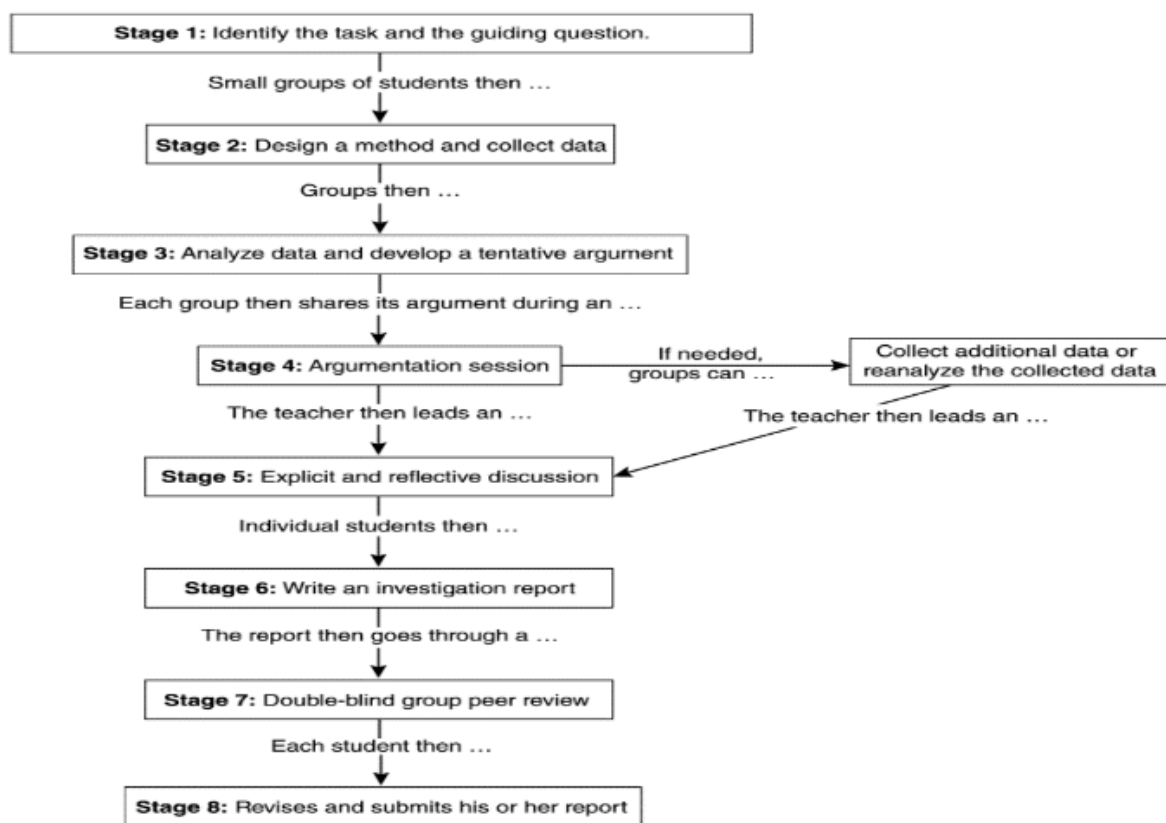 Stage 1: Identify the task and the guiding question.
Small groups of students then …
Stage 2: Design a method and collect data
Groups then …
Stage 3: Analyze data and develop a tentative argument
Each group then shares its argument during an …
Stage 4: Argumentation session
If needed,
groups can …
Collect additional data or
reanalyze the collected data
The teacher then leads an …
The teacher then leads an …
Stage 5: Explicit and reflective discussion
Individual students then …
Stage 6: Write an investigation report
The report then goes through a …
Stage 7: Double-blind group peer review
Each student then …
Stage 8: Revises and submits his or her report